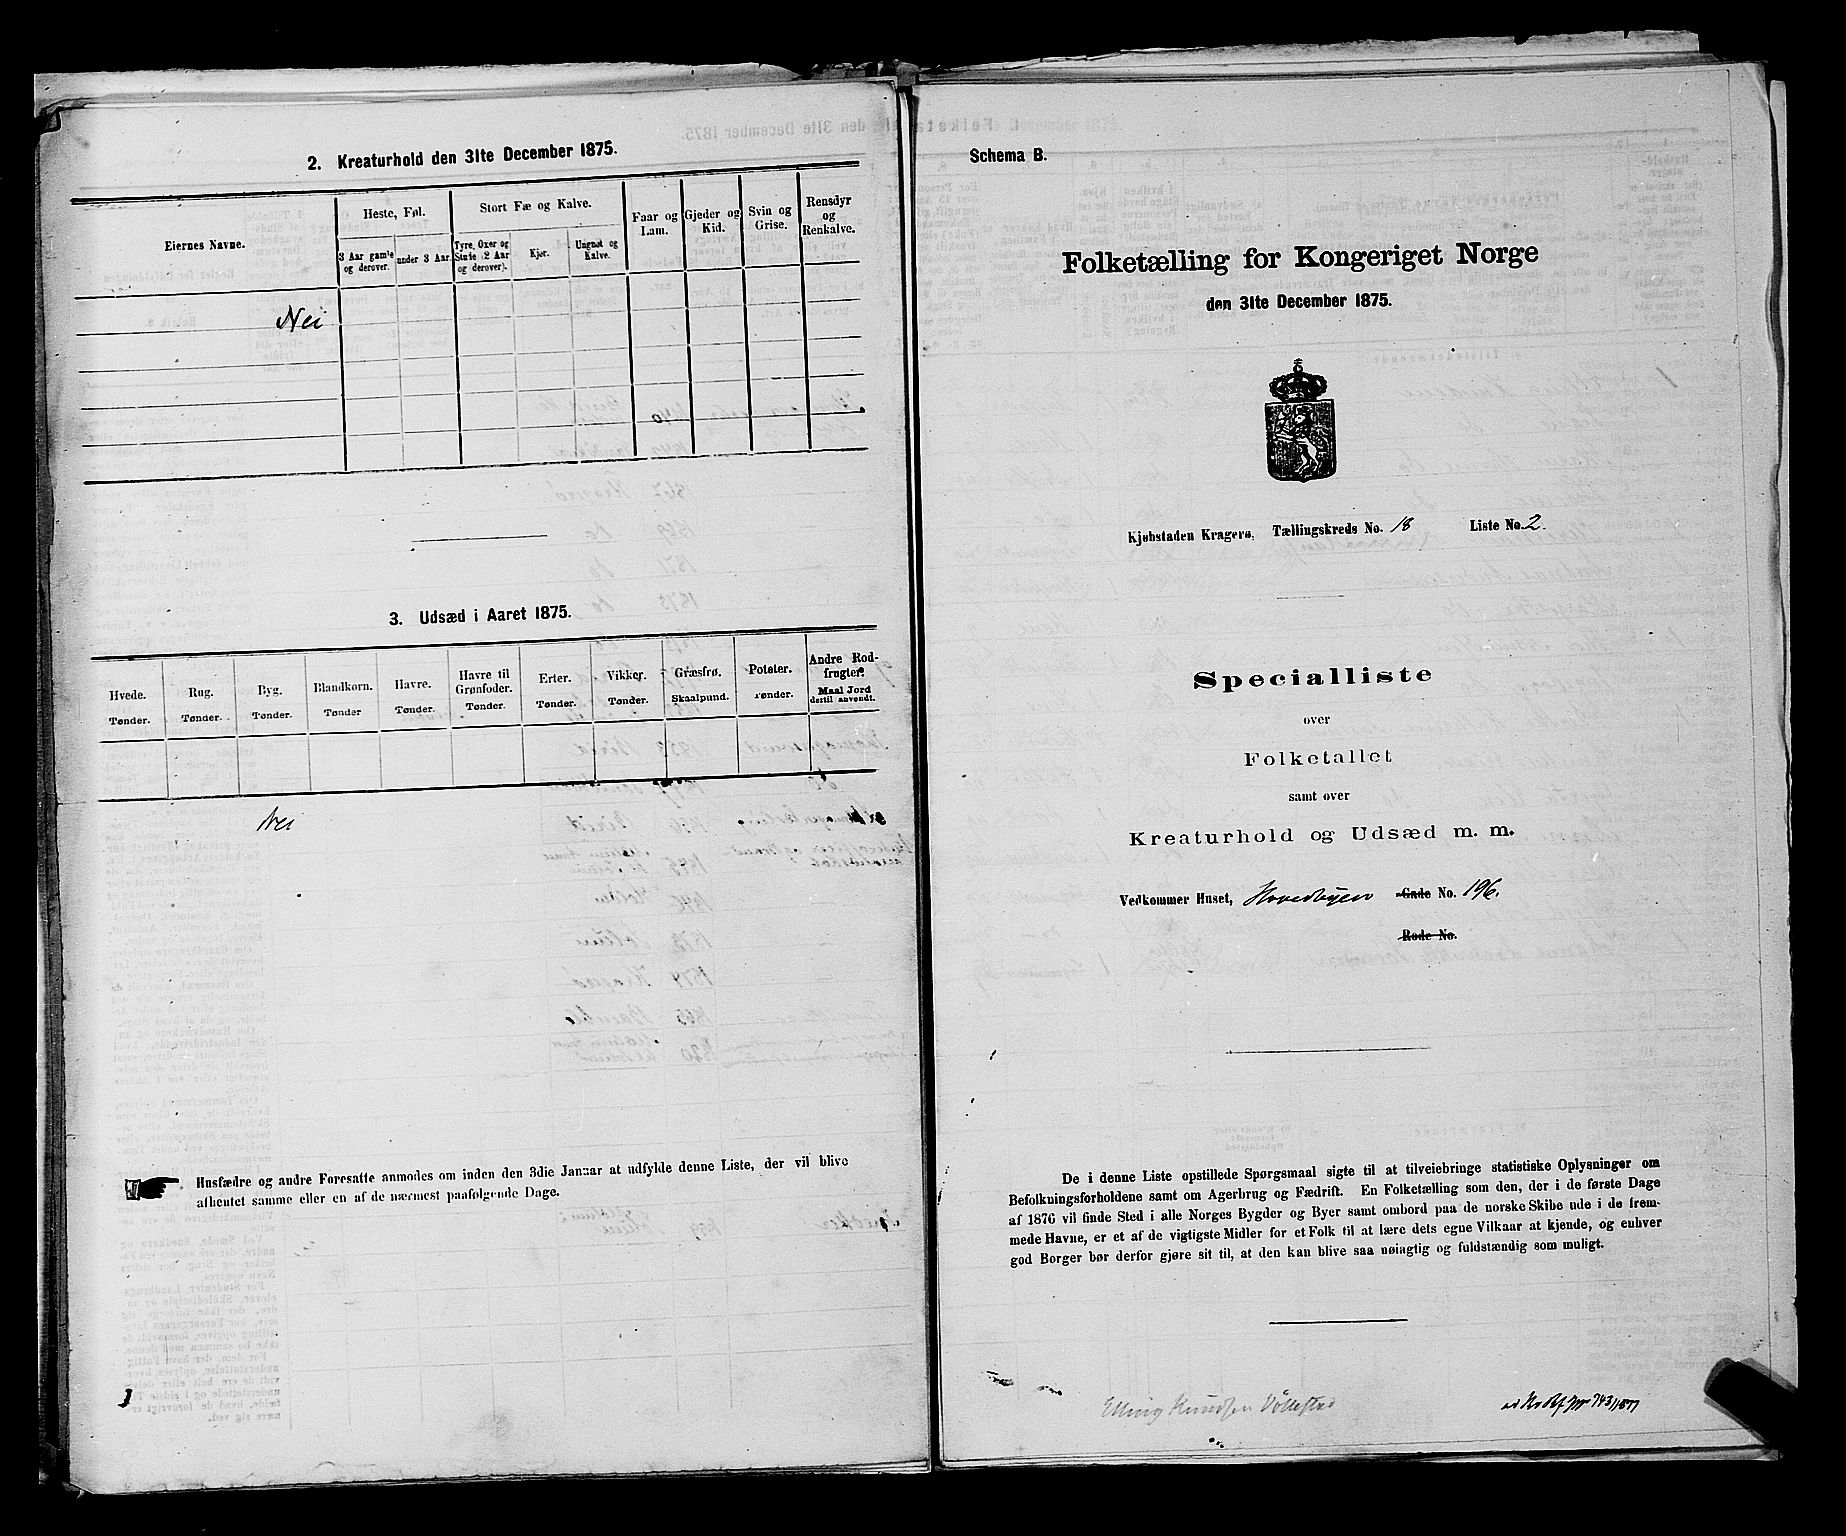 2. Kreaturhold den 31te December 1875.
Eiernes Navne.
Heste, Føl.
3 Aar gamle og derover.
under 3 Aar.
Stort Fæ og Kalve.
Tyre, Oxer og Stute (2 Aar og derover).
Kjør.
Ungnøt og Kalve.
Faar og Lam.
Gjeder og Kid.
Svin og Grise.
Rensdyr og Renkalve.
Nei
3. Udsæd i Aaret 1875.
Hvede. Tønder.
Rug. Tønder.
Byg. Tønder.
Blandkorn. Tønder
Havre. Tønder.
Havre til Grønfoder. Tønder.
Erter. Tønder.
Vikker. Tønder.
Græsfrø. Skaalpund.
Poteter. Tønder.
Andre Rodfrugter. Maal Jord dertil anvendt.
Nei
Husfædre og andre Foresatte anmodes om inden den 3die Januar at udfylde denne Liste, der vil blive
afhentet samme eller en af de nærmest paafølgende Dage.
Schema B.
Folketælling for Kongeriget Norge
den 31te December 1875.
Kjøbstaden Kragerø, Tællingskreds No. 18 Liste No. 2.
Specialliste
over
Folketallet
samt over
Kreaturhold og Udsæd m. m.
Vedkommer Huset, Hovedbyen Gade No. 196.
Rode No.
De i denne Liste opstillede Spørgsmaal sigte til at tilveiebringe statistiske Oplysninger om
Befolkningsforholdene samt om Agerbrug og Fædrift. En Folketælling som den, der i de første Dage
af 1876 vil finde Sted i alle Norges Bygder og Byer samt ombord paa de norske Skibe ude i de frem-
mede Havne, er et af de vigtigste Midler for et Folk til at lære dets egne Vilkaar at kjende, og enhver
god Borger bør derfor gjøre sit til, at den kan blive saa nøiagtig og fuldstændig som muligt.
Elling Knudsen Vøllestad